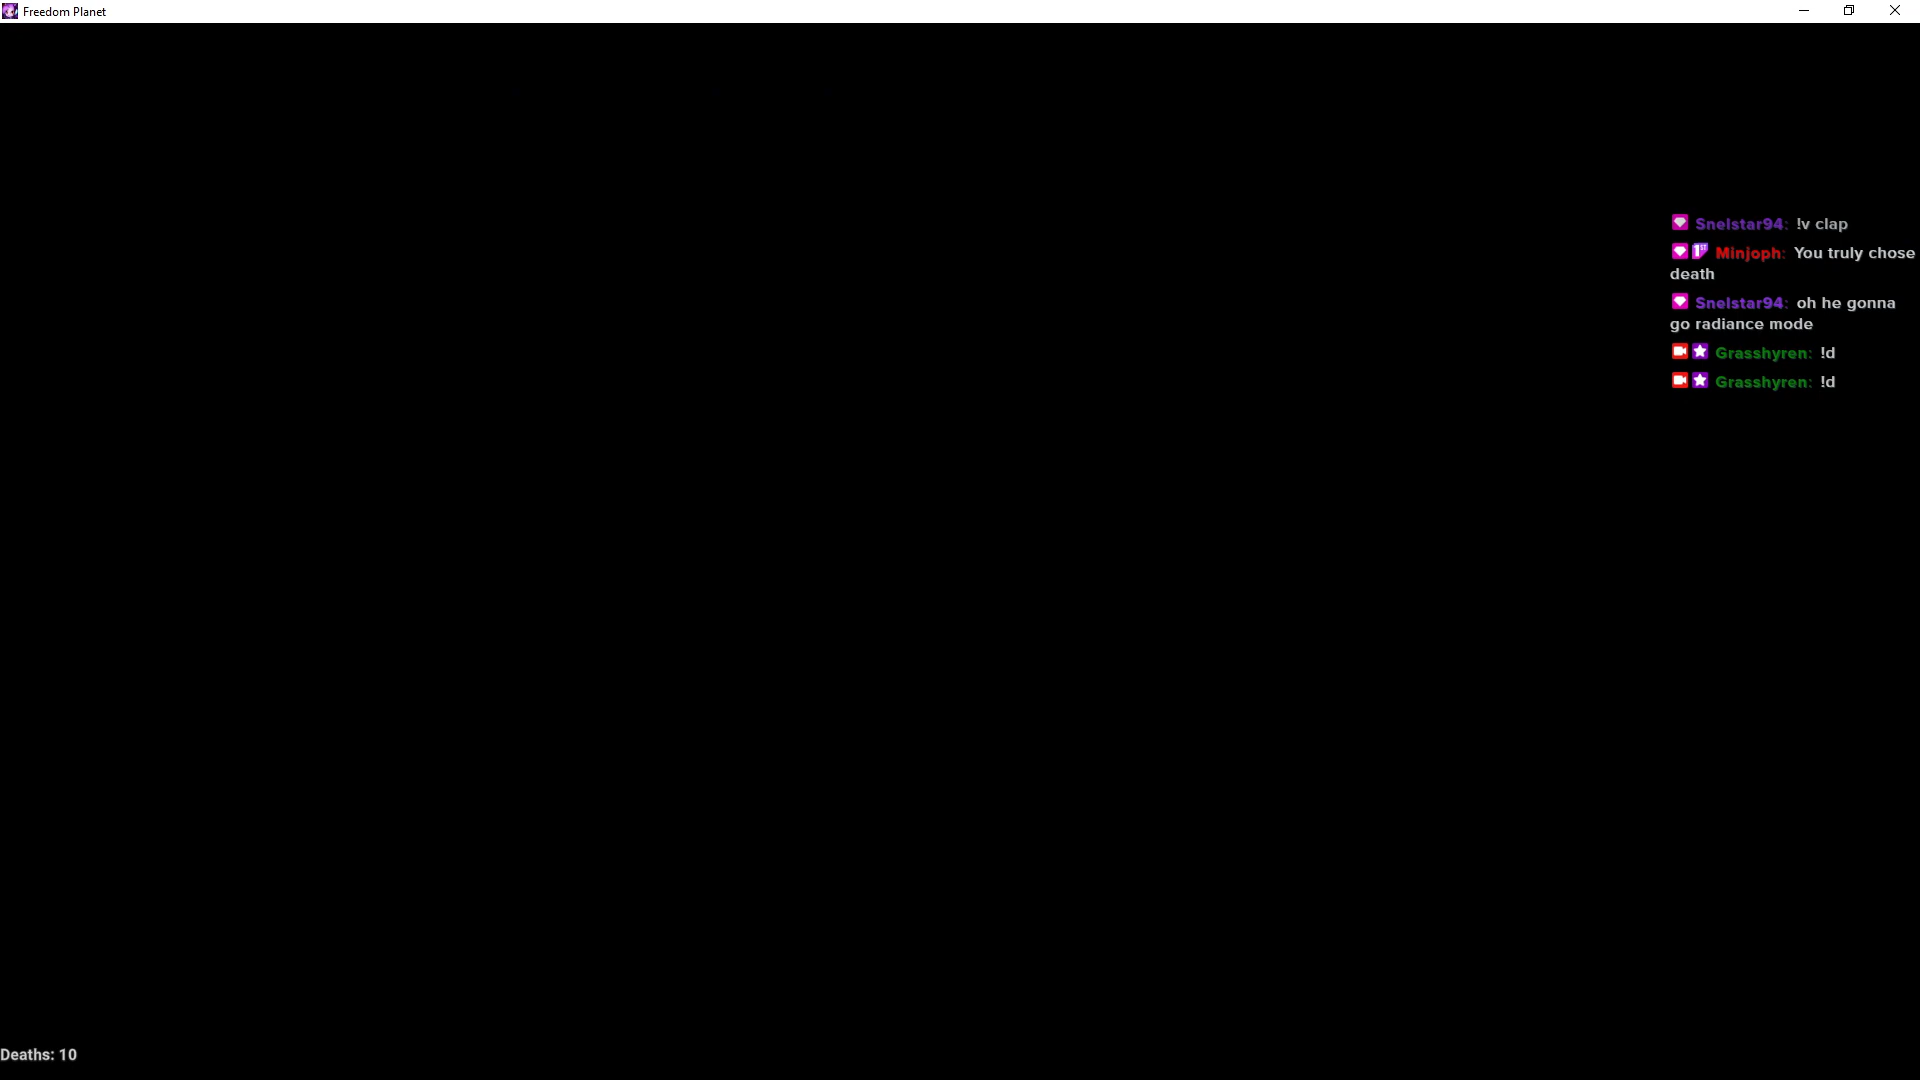 Freedom Planet
Snelstar94: !v clap
Minjoph: You truly chose
death
Snelstar94: oh he gonna
go radiance mode
Grasshyren: !d
Grasshyren: !d
Deaths: 10